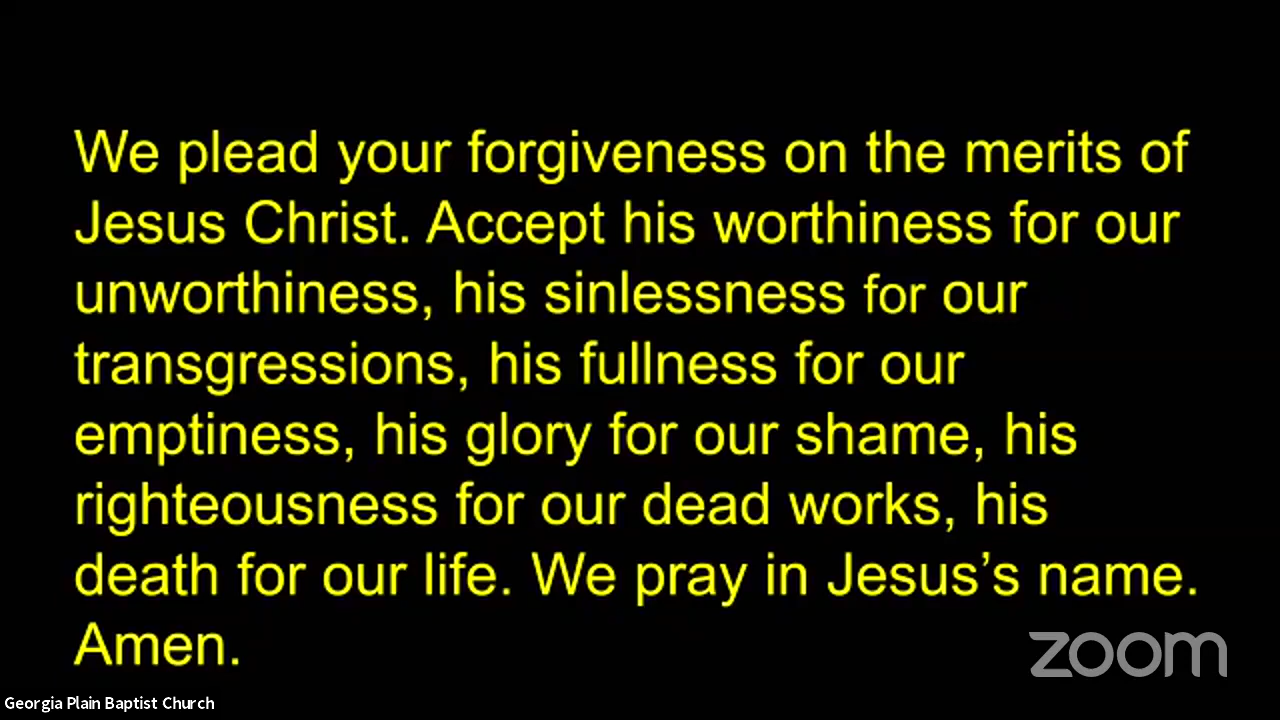 We plead your forgiveness on the merits of
Jesus Christ. Accept his worthiness for our
unworthiness, his sinlessness for our
transgressions, his fullness for our
emptiness, his glory for our shame, his
righteousness for our dead works, his
death for our life. We pray in Jesus’s name.
Amen.
zoom
Georgia Plain Baptist Church